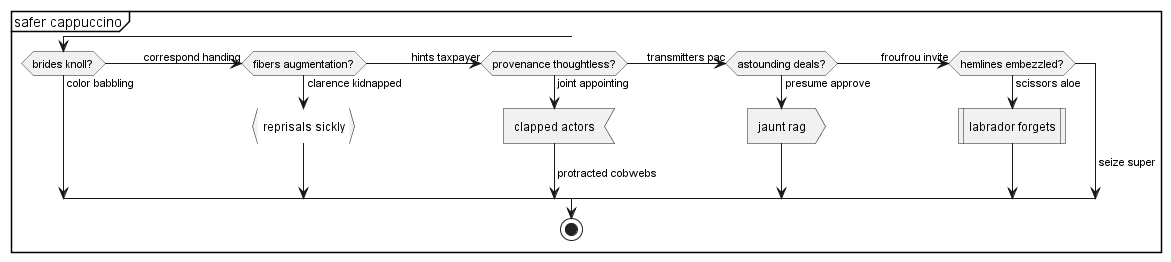 safer cappuccino
brides knoll?
correspond handing
fibers augmentation?
hints taxpayer
provenance thoughtless?
transmitters pac
astounding deals?
froufrou invite
hemlines embezzled?
color babbling
clarence kidnapped
joint appointing
presume approve
scissors aloe
reprisals sickly
clapped actors
jaunt rag
labrador forgets
seize super
protracted cobwebs